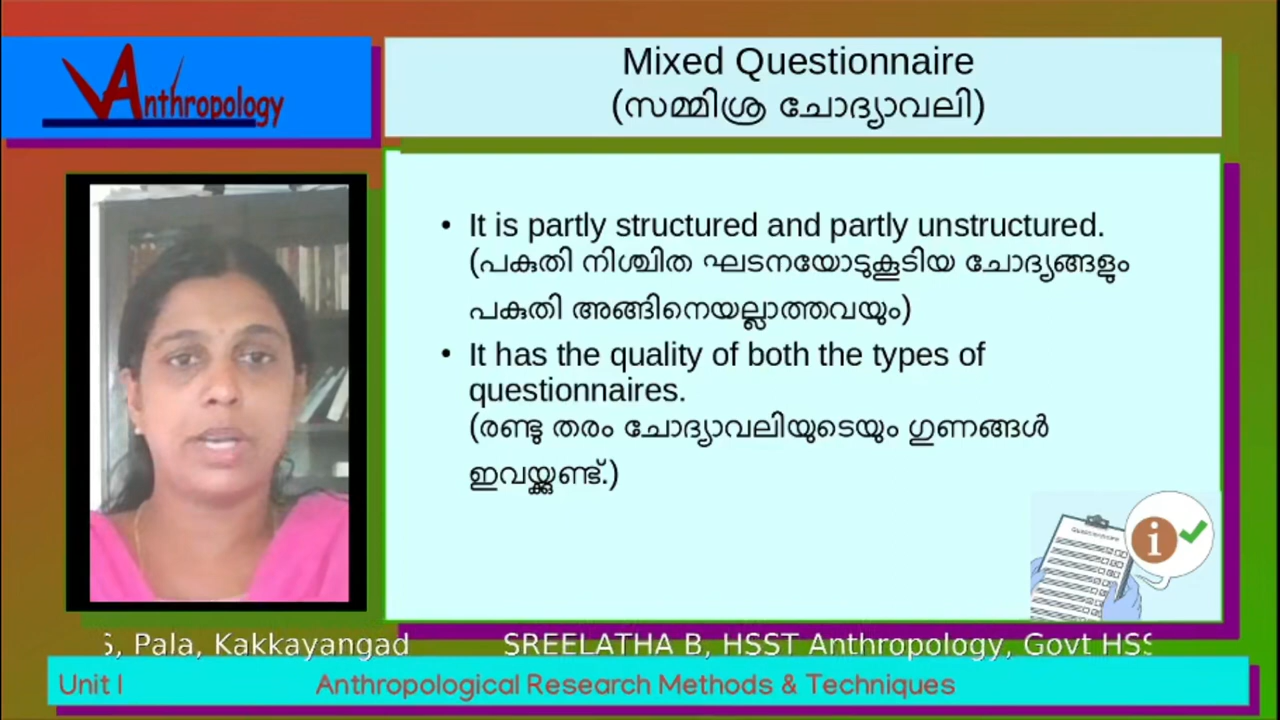 Anthropology
Mixed Questionnaire
(സമ്മിശ്ര ചോദ്യാവലി)
• It is partly structured and partly unstructured.
(പകുതി നിശ്ചിത ഘടനയോടുകൂടിയ ചോദ്യങ്ങളും
പകുതി അങ്ങിനെയല്ലാത്തവയും)
• It has the quality of both the types of
questionnaires.
(രണ്ടു തരം ചോദ്യാവലിയുടെയും ഗുണങ്ങൾ
ഇവയ്ക്കുണ്ട്.)
Questionnaire
i
S, Pala, Kakkayangad SREELATHA B, HSST Anthropology, Govt HSS
Unit I Anthropological Research Methods & Techniques